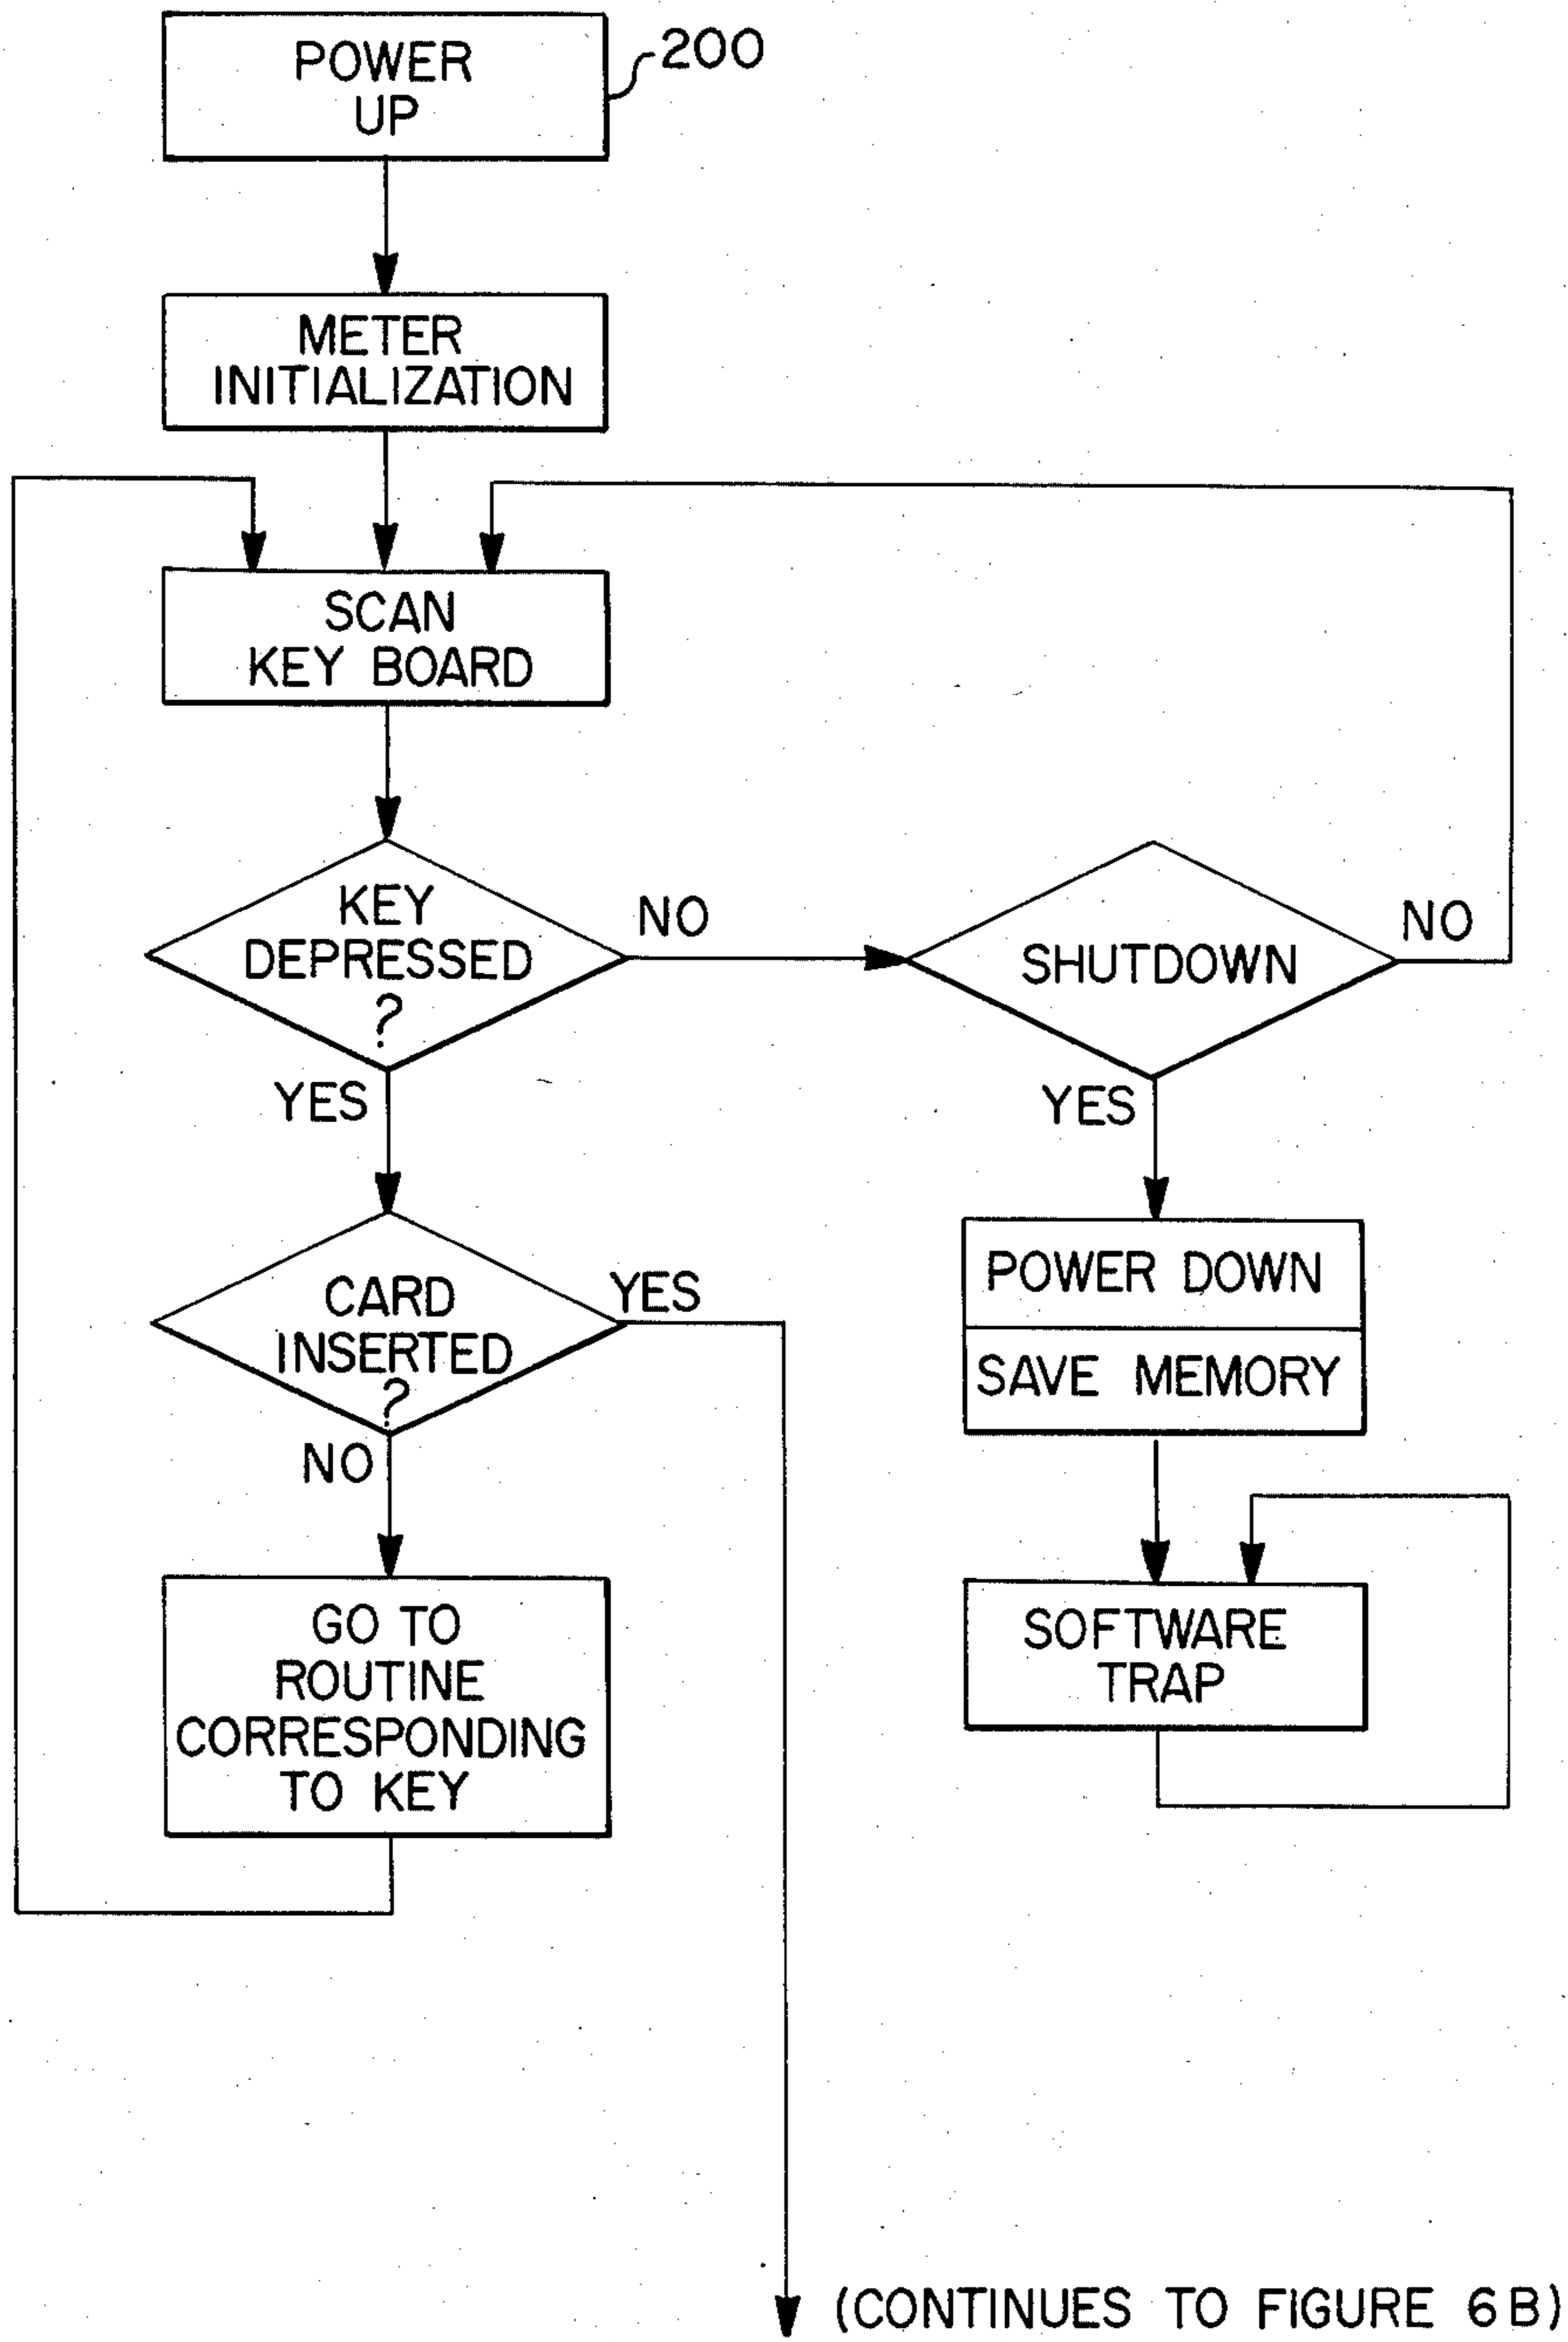 POWER
UP
200
METER
INITIALIZATION
SCAN
KEY BOARD
KEY
DEPRESSED
?
NO
SHUTDOWN
NO
YES
YES
CARD
INSERTED
?
YES
NO
POWER DOWN
SAVE MEMORY
GO TO
ROUTINE
CORRESPONDING
TO KEY
SOFTWARE
TRAP
(CONTINUES TO FIGURE 6B)